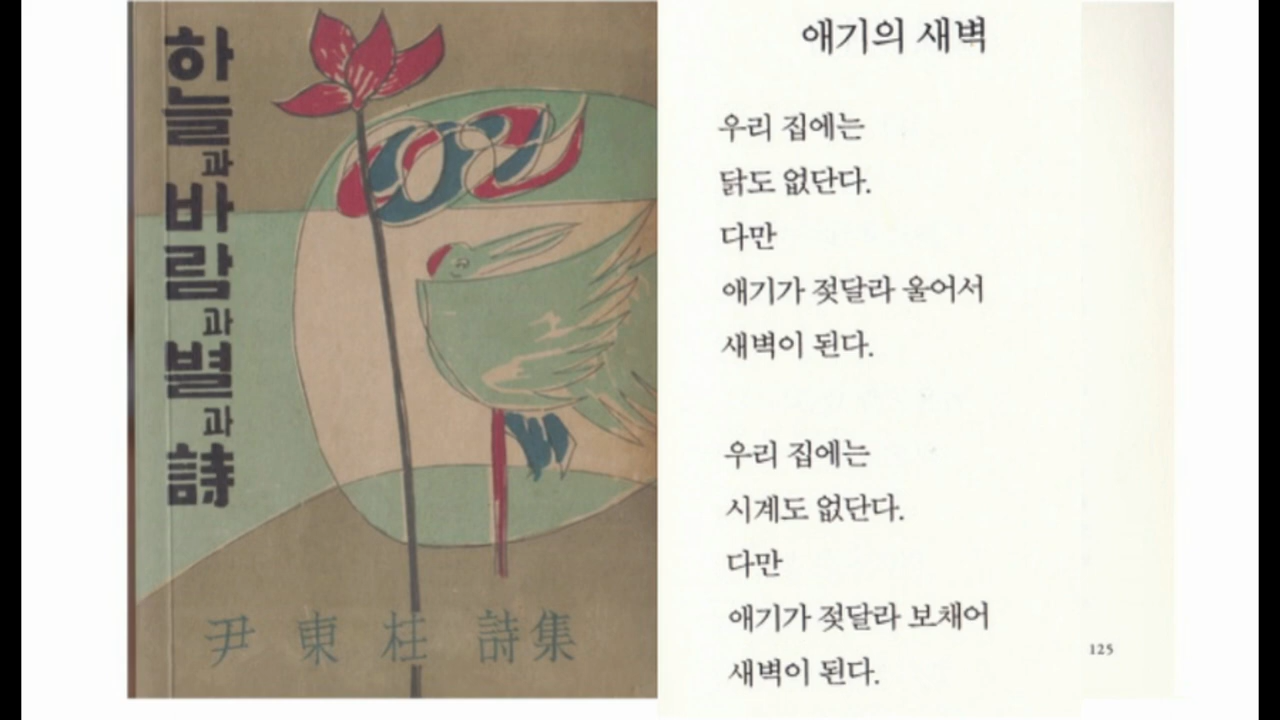 하늘과 바람과 별과 詩
尹東柱 詩集
애기의 새벽
우리 집에는
닭도 없단다.
다만
애기가 젖달라 울어서
새벽이 된다.
우리 집에는
시계도 없단다.
다만
애기가 젖달라 보채어
새벽이 된다.
125